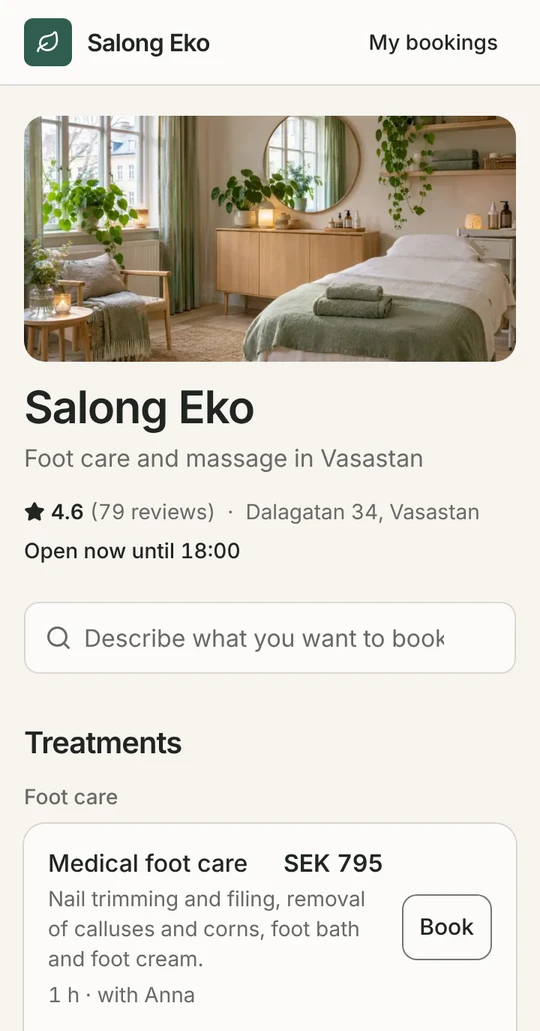 Salong Eko
My bookings
Salong Eko
Foot care and massage in Vasastan
4.6 (79 reviews) · Dalagatan 34, Vasastan
Open now until 18:00
Describe what you want to book
Treatments
Foot care
Medical foot care SEK 795
Nail trimming and filing, removal
of calluses and corns, foot bath
and foot cream.
Book
1 h · with Anna